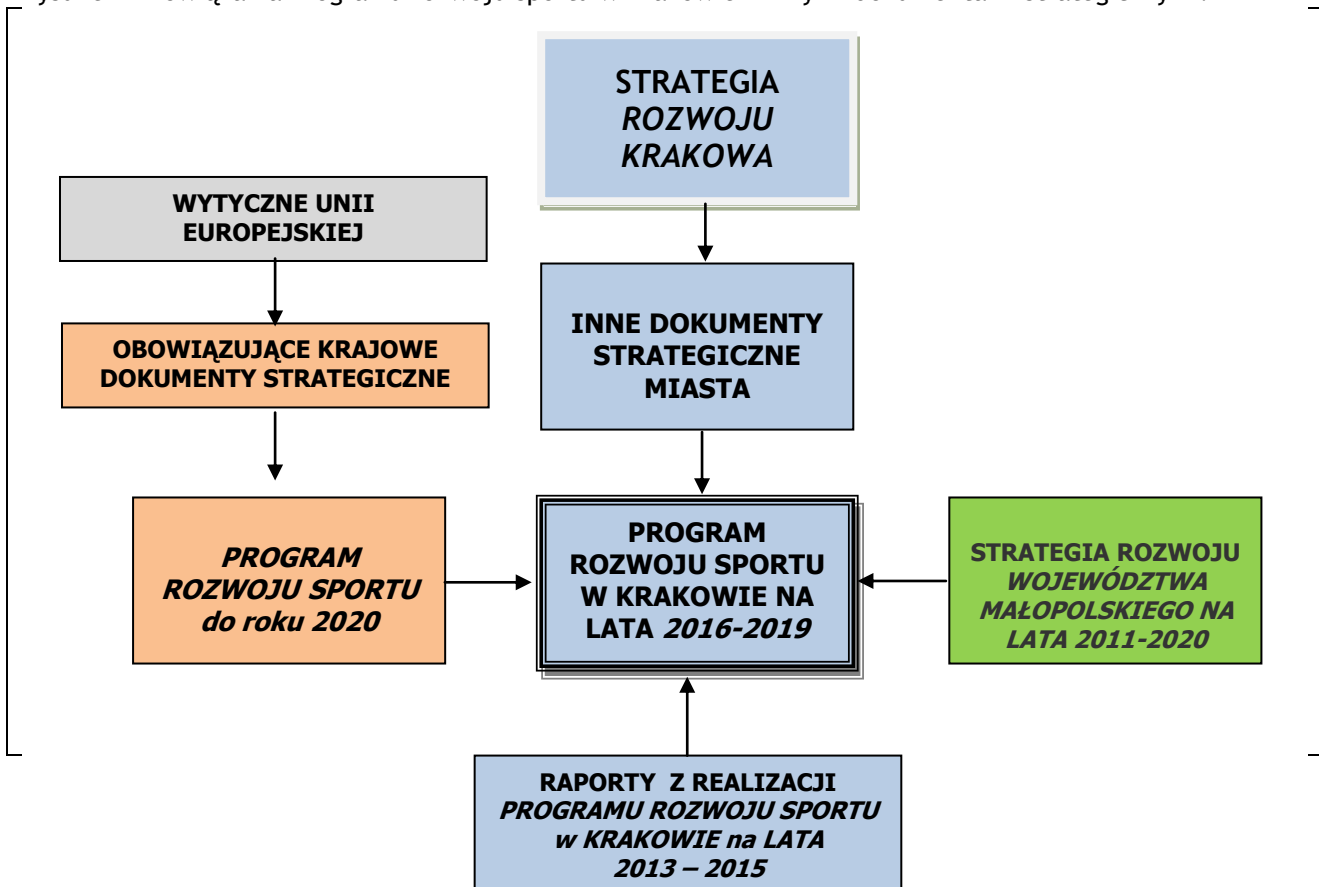 STRATEGIA
ROZWOJU
KRAKOWA
WYTYCZNE UNII
EUROPEJSKIEJ
OBOWIĄZUJĄCE KRAJOWE
DOKUMENTY STRATEGICZNE
INNE DOKUMENTY
STRATEGICZNE
MIASTA
PROGRAM
ROZWOJU SPORTU
do roku 2020
PROGRAM
ROZWOJU SPORTU
W KRAKOWIE NA
LATA 2016-2019
STRATEGIA ROZWOJU
WOJEWÓDZTWA
MAŁOPOLSKIEGO NA
LATA 2011-2020
RAPORTY Z REALIZACJI
PROGRAMU ROZWOJU SPORTU
w KRAKOWIE na LATA
2013 – 2015